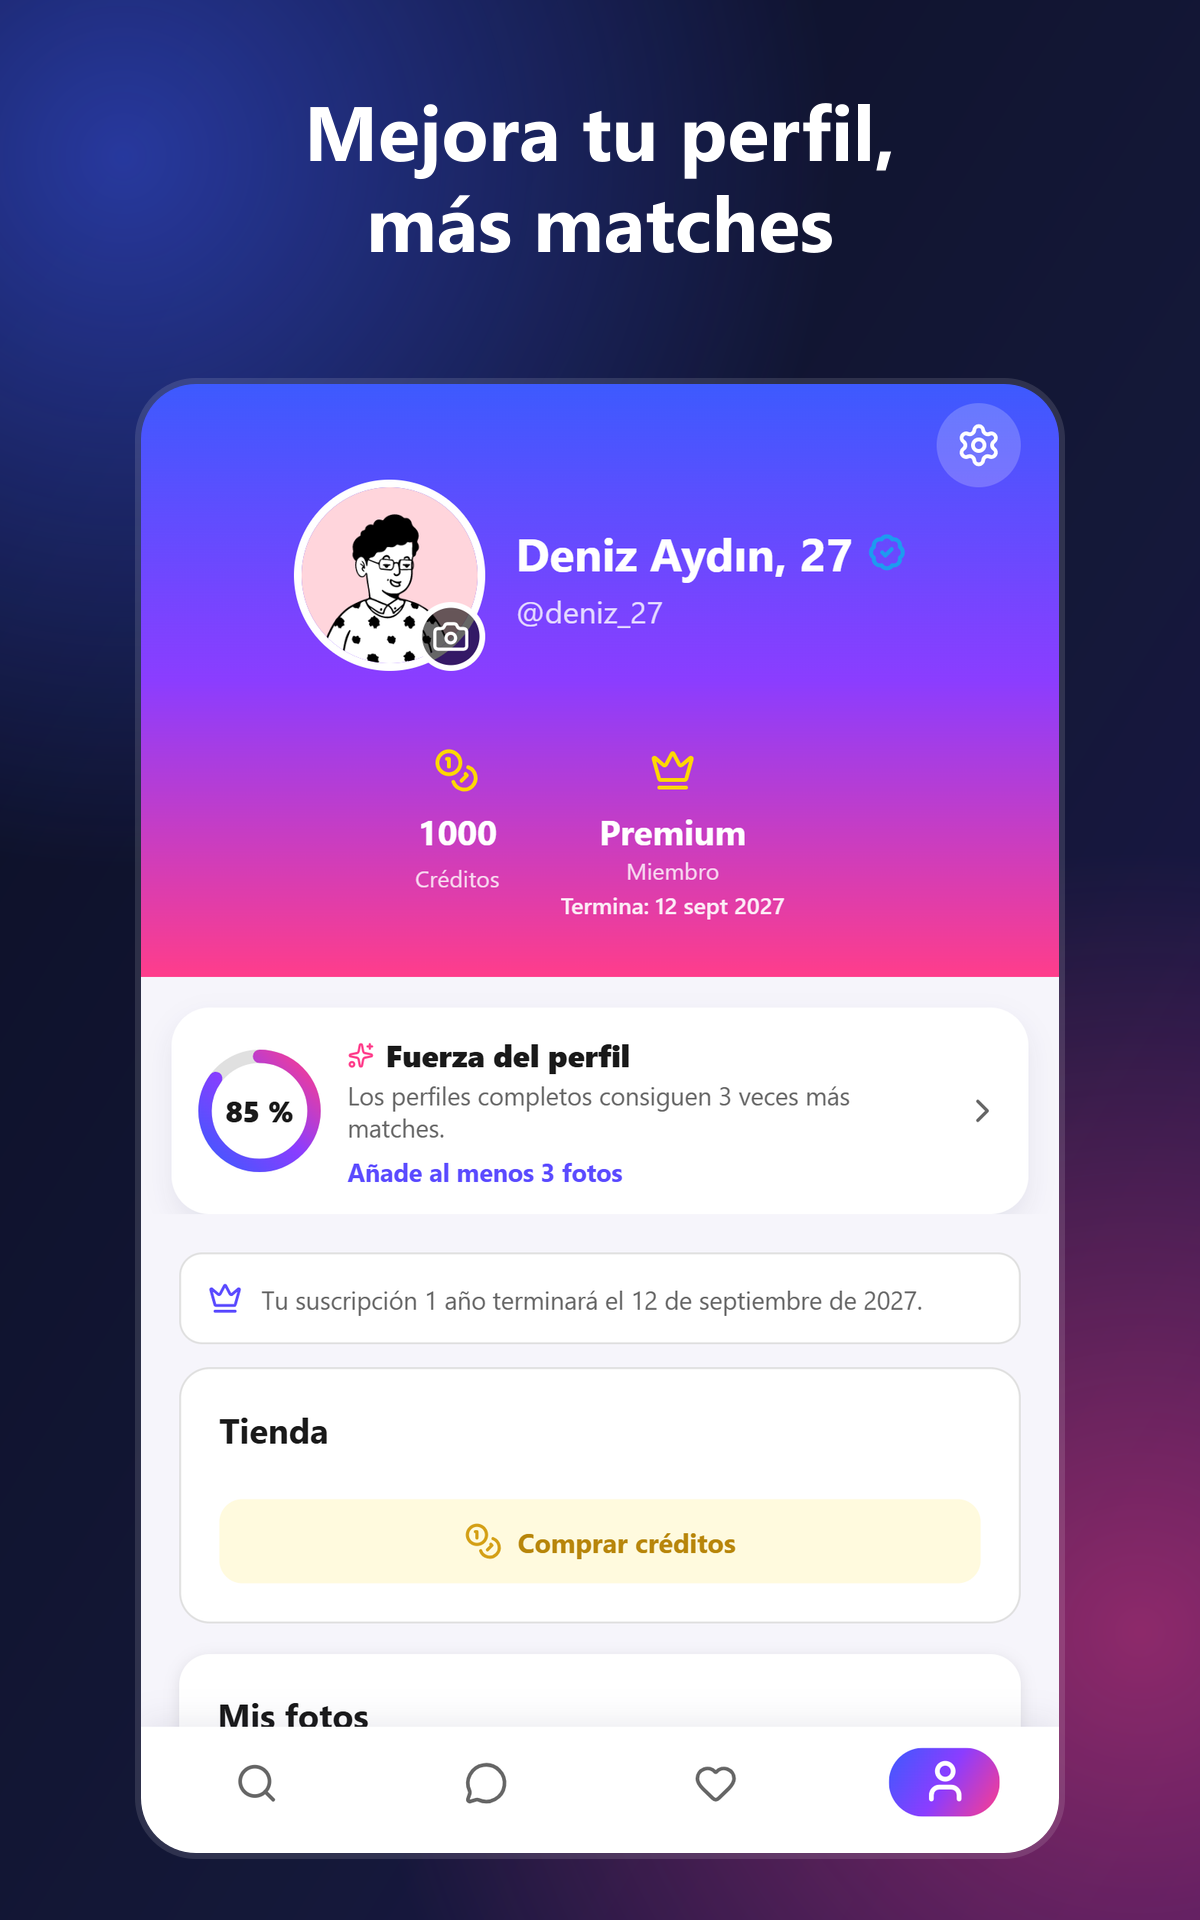 Mejora tu perfil,
más matches
Deniz Aydın, 27
@deniz_27
1000
Créditos
Premium
Miembro
Termina: 12 sept 2027
85 %
Fuerza del perfil
Los perfiles completos consiguen 3 veces más
matches.
Añade al menos 3 fotos
Tu suscripción 1 año terminará el 12 de septiembre de 2027.
Tienda
Comprar créditos
Mis fotos